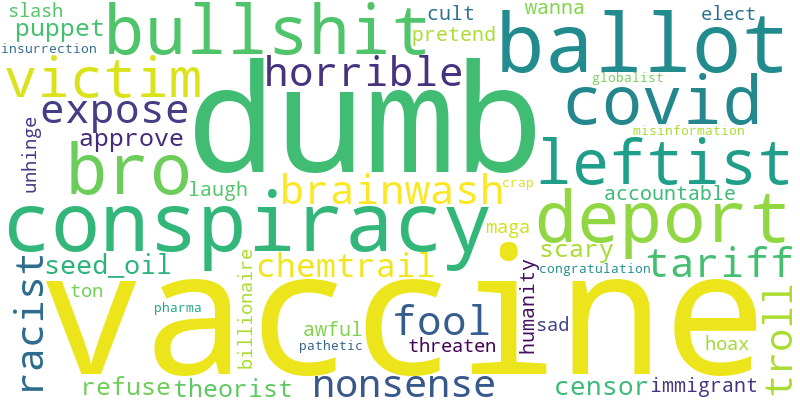 slash
puppet
insurrection
bullshit
cult
pretend
wanna
elect
ballot
victim
horrible
globalist
covid
dumb
expose
approve
misinformation
unhinge
bro
laugh
brainwash
crap
leftist
accountable
conspiracy
maga
deport
seed_oil
chemtrail
scary
congratulation
tariff
racist
ton
pharma
billionaire
vaccine
awful
pathetic
fool
threaten
humanity
sad
hoax
troll
refuse
theorist
nonsense
censor
immigrant